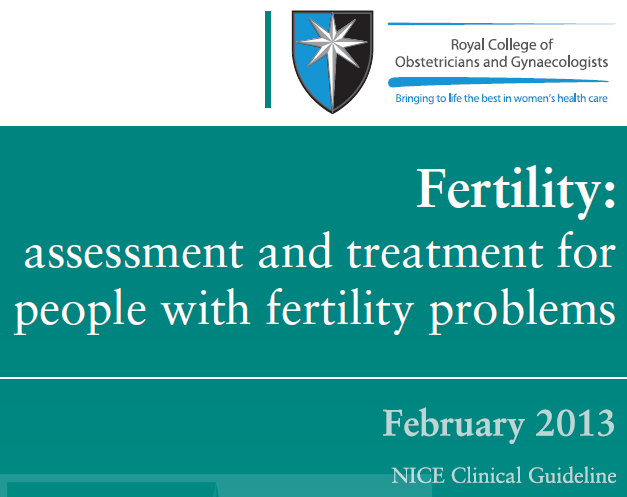 Royal College of
Obstetricians and Gynaecologists
Bringing to life the best in women's health care
Fertility:
assessment and treatment for
people with fertility problems
February 2013
NICE Clinical Guideline